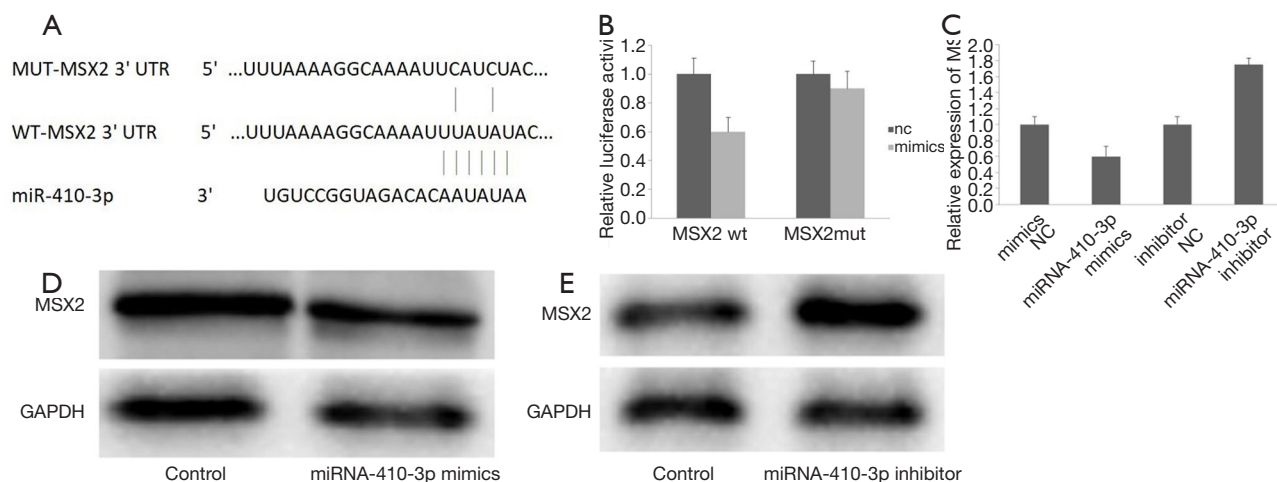 A
MUT-MSX2 3' UTR 5' ...UUUAAAAGGCAAAAUUCAUCUAC...
WT-MSX2 3' UTR 5' ...UUUAAAAGGCAAAAUUUAUAUAC...
miR-410-3p 3' UGUCCGGUAGACACAAUAUAA
B
Relative luciferase activi
1.2
1.0
0.8
0.6
0.4
0.2
0.0
MSX2 wt
MSX2mut
nc
mimics
C
Relative expression of MS
2.0
1.8
1.6
1.4
1.2
1.0
0.8
0.6
0.4
0.2
0.0
mimics
NC
miRNA-410-3p
mimics
inhibitor
NC
miRNA-410-3p
inhibitor
D
MSX2
GAPDH
Control
miRNA-410-3p mimics
E
MSX2
GAPDH
Control
miRNA-410-3p inhibitor